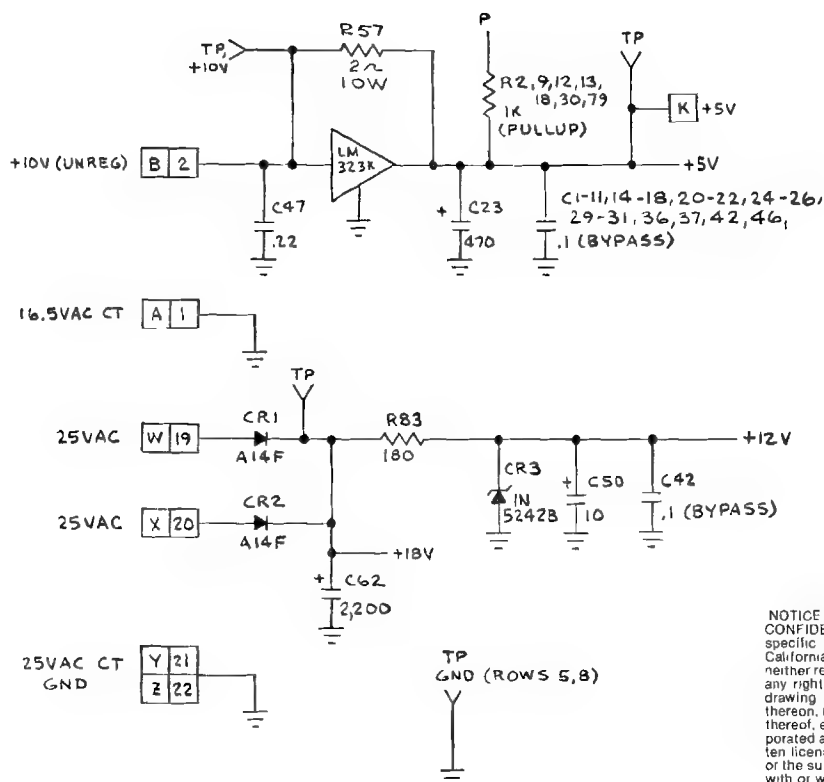 P
R57
TP,
+10V
2Ω
10W
TP
R2,9,12,13,
18,30,79
1K
(PULLUP)
K +5V
+10V (UNREG) B 2
LM
323K
+5V
C47
.22
+ C23
470
C1-11,14-18,20-22,24-26,
29-31,36,37,42,46,
.1 (BYPASS)
16.5VAC CT A 1
TP
25VAC W 19
CR1
A14F
R83
180
+12V
25VAC X 20
CR2
A14F
CR3
1N
5242B
+ C50
10
C42
.1 (BYPASS)
+18V
+ C62
2,200
25VAC CT
GND
Y 21
Z 22
TP
GND (ROWS 5,8)
NOTICE
CONFIDE
specific
California
neither re
any right
drawing
thereon,
thereof, e
porated a
ten licens
or the su
with or w